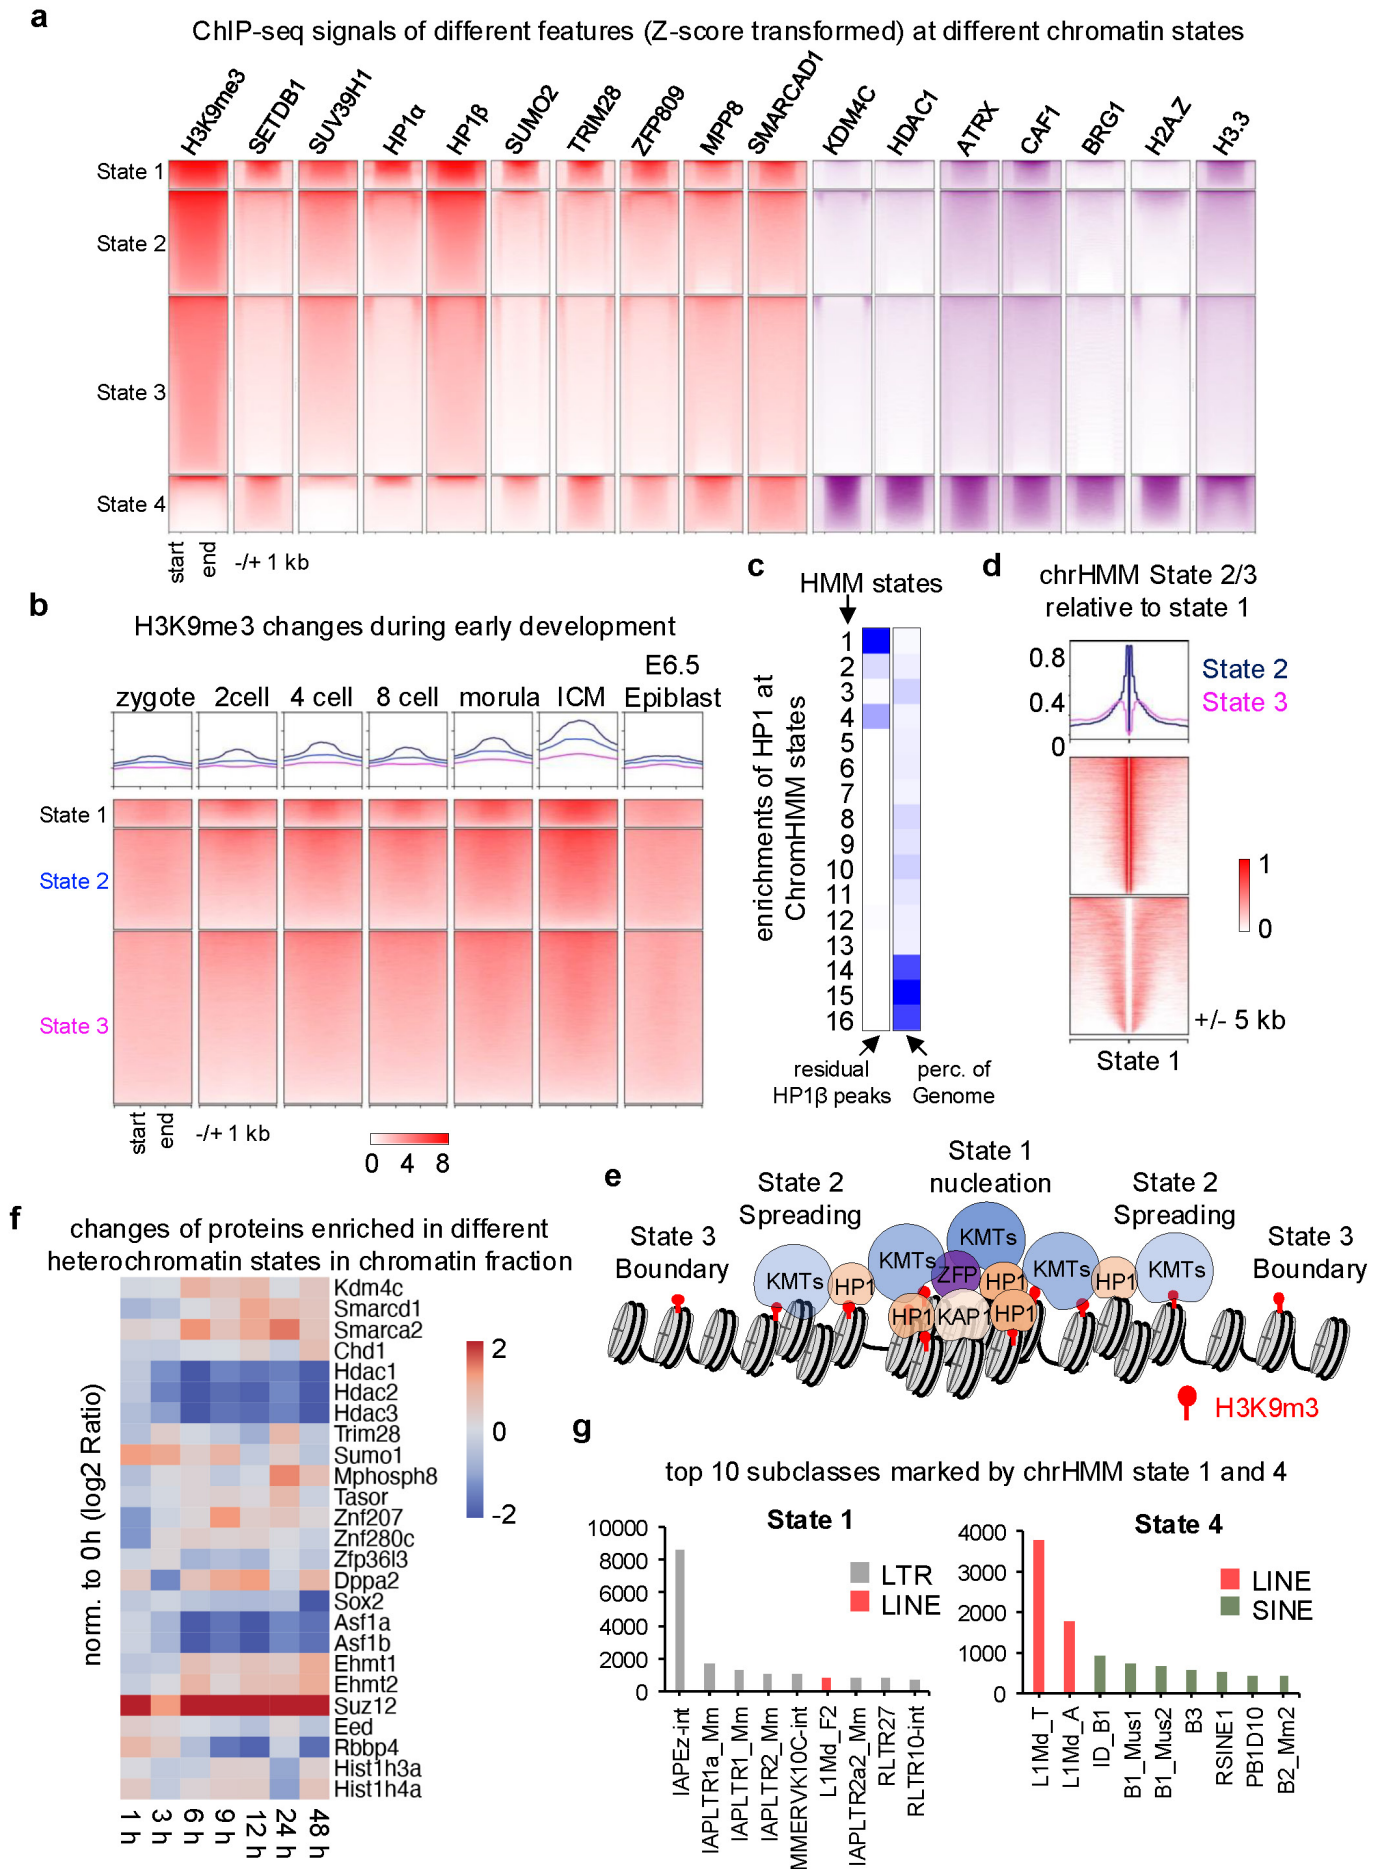 a
ChIP-seq signals of different features (Z-score transformed) at different chromatin states
H3K9me3
SETDB1
SUV39H1
HP1α
HP1β
SUMO2
TRIM28
ZFP809
MPP8
SMARCAD1
KDM4C
HDAC1
ATRX
CAF1
BRG1
H2A.Z
H3.3
State 1
State 2
State 3
State 4
start
end
-/+ 1 kb
b
H3K9me3 changes during early development
zygote
2cell
4 cell
8 cell
morula
ICM
E6.5
Epiblast
State 1
State 2
State 3
start
end
-/+ 1 kb
0 4 8
c
HMM states
enrichments of HP1 at
ChromHMM states
1
2
3
4
5
6
7
8
9
10
11
12
13
14
15
16
residual
HP1β peaks
perc. of
Genome
d
chrHMM State 2/3
relative to state 1
0.8
0.4
0
State 2
State 3
1
0
+/- 5 kb
State 1
e
State 1
nucleation
State 2
Spreading
State 2
Spreading
State 3
Boundary
State 3
Boundary
KMTs
HP1
KMTs
KMTs
ZFP
HP1
KMTs
HP1
KMTs
HP1
KAP1
HP1
H3K9m3
f
changes of proteins enriched in different
heterochromatin states in chromatin fraction
norm. to 0h (log2 Ratio)
Kdm4c
Smarcd1
Smarca2
Chd1
Hdac1
Hdac2
Hdac3
Trim28
Sumo1
Mphosph8
Tasor
Znf207
Znf280c
Zfp36l3
Dppa2
Sox2
Asf1a
Asf1b
Ehmt1
Ehmt2
Suz12
Eed
Rbbp4
Hist1h3a
Hist1h4a
1 h
3 h
6 h
9 h
12 h
24 h
48 h
2
0
-2
g
top 10 subclasses marked by chrHMM state 1 and 4
State 1
10000
8000
6000
4000
2000
0
LTR
LINE
IAPEz-int
IAPLTR1a_Mm
IAPLTR1_Mm
IAPLTR2_Mm
MMERVK10C-int
L1Md_F2
IAPLTR2a2_Mm
RLTR27
RLTR10-int
State 4
4000
3000
2000
1000
0
LINE
SINE
L1Md_T
L1Md_A
ID_B1
B1_Mus1
B1_Mus2
B3
RSINE1
PB1D10
B2_Mm2